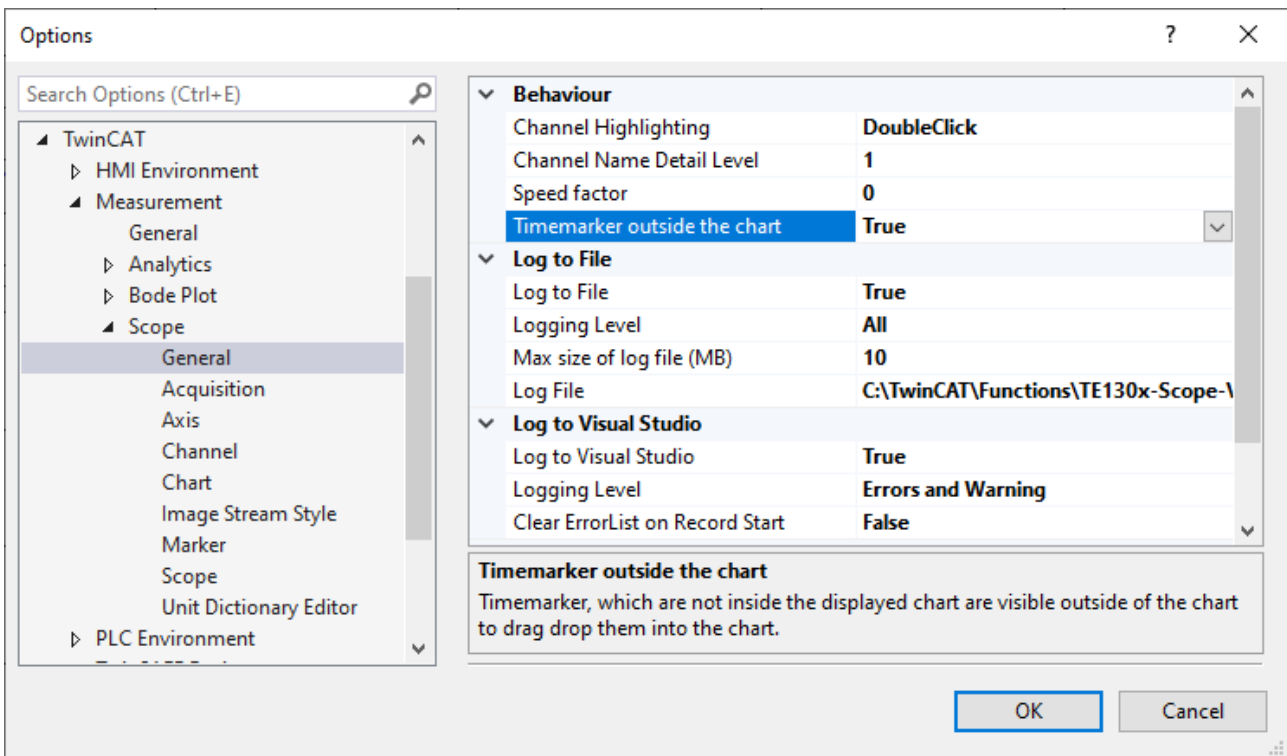 Options
?
Search Options (Ctrl+E)
TwinCAT
HMI Environment
Measurement
General
Analytics
Bode Plot
Scope
General
Acquisition
Axis
Channel
Chart
Image Stream Style
Marker
Scope
Unit Dictionary Editor
PLC Environment
Behaviour
Channel Highlighting DoubleClick
Channel Name Detail Level 1
Speed factor 0
Timemarker outside the chart True
Log to File
Log to File True
Logging Level All
Max size of log file (MB) 10
Log File C:\TwinCAT\Functions\TE130x-Scope-
Log to Visual Studio
Log to Visual Studio True
Logging Level Errors and Warning
Clear ErrorList on Record Start False
Timemarker outside the chart
Timemarker, which are not inside the displayed chart are visible outside of the chart
to drag drop them into the chart.
OK
Cancel